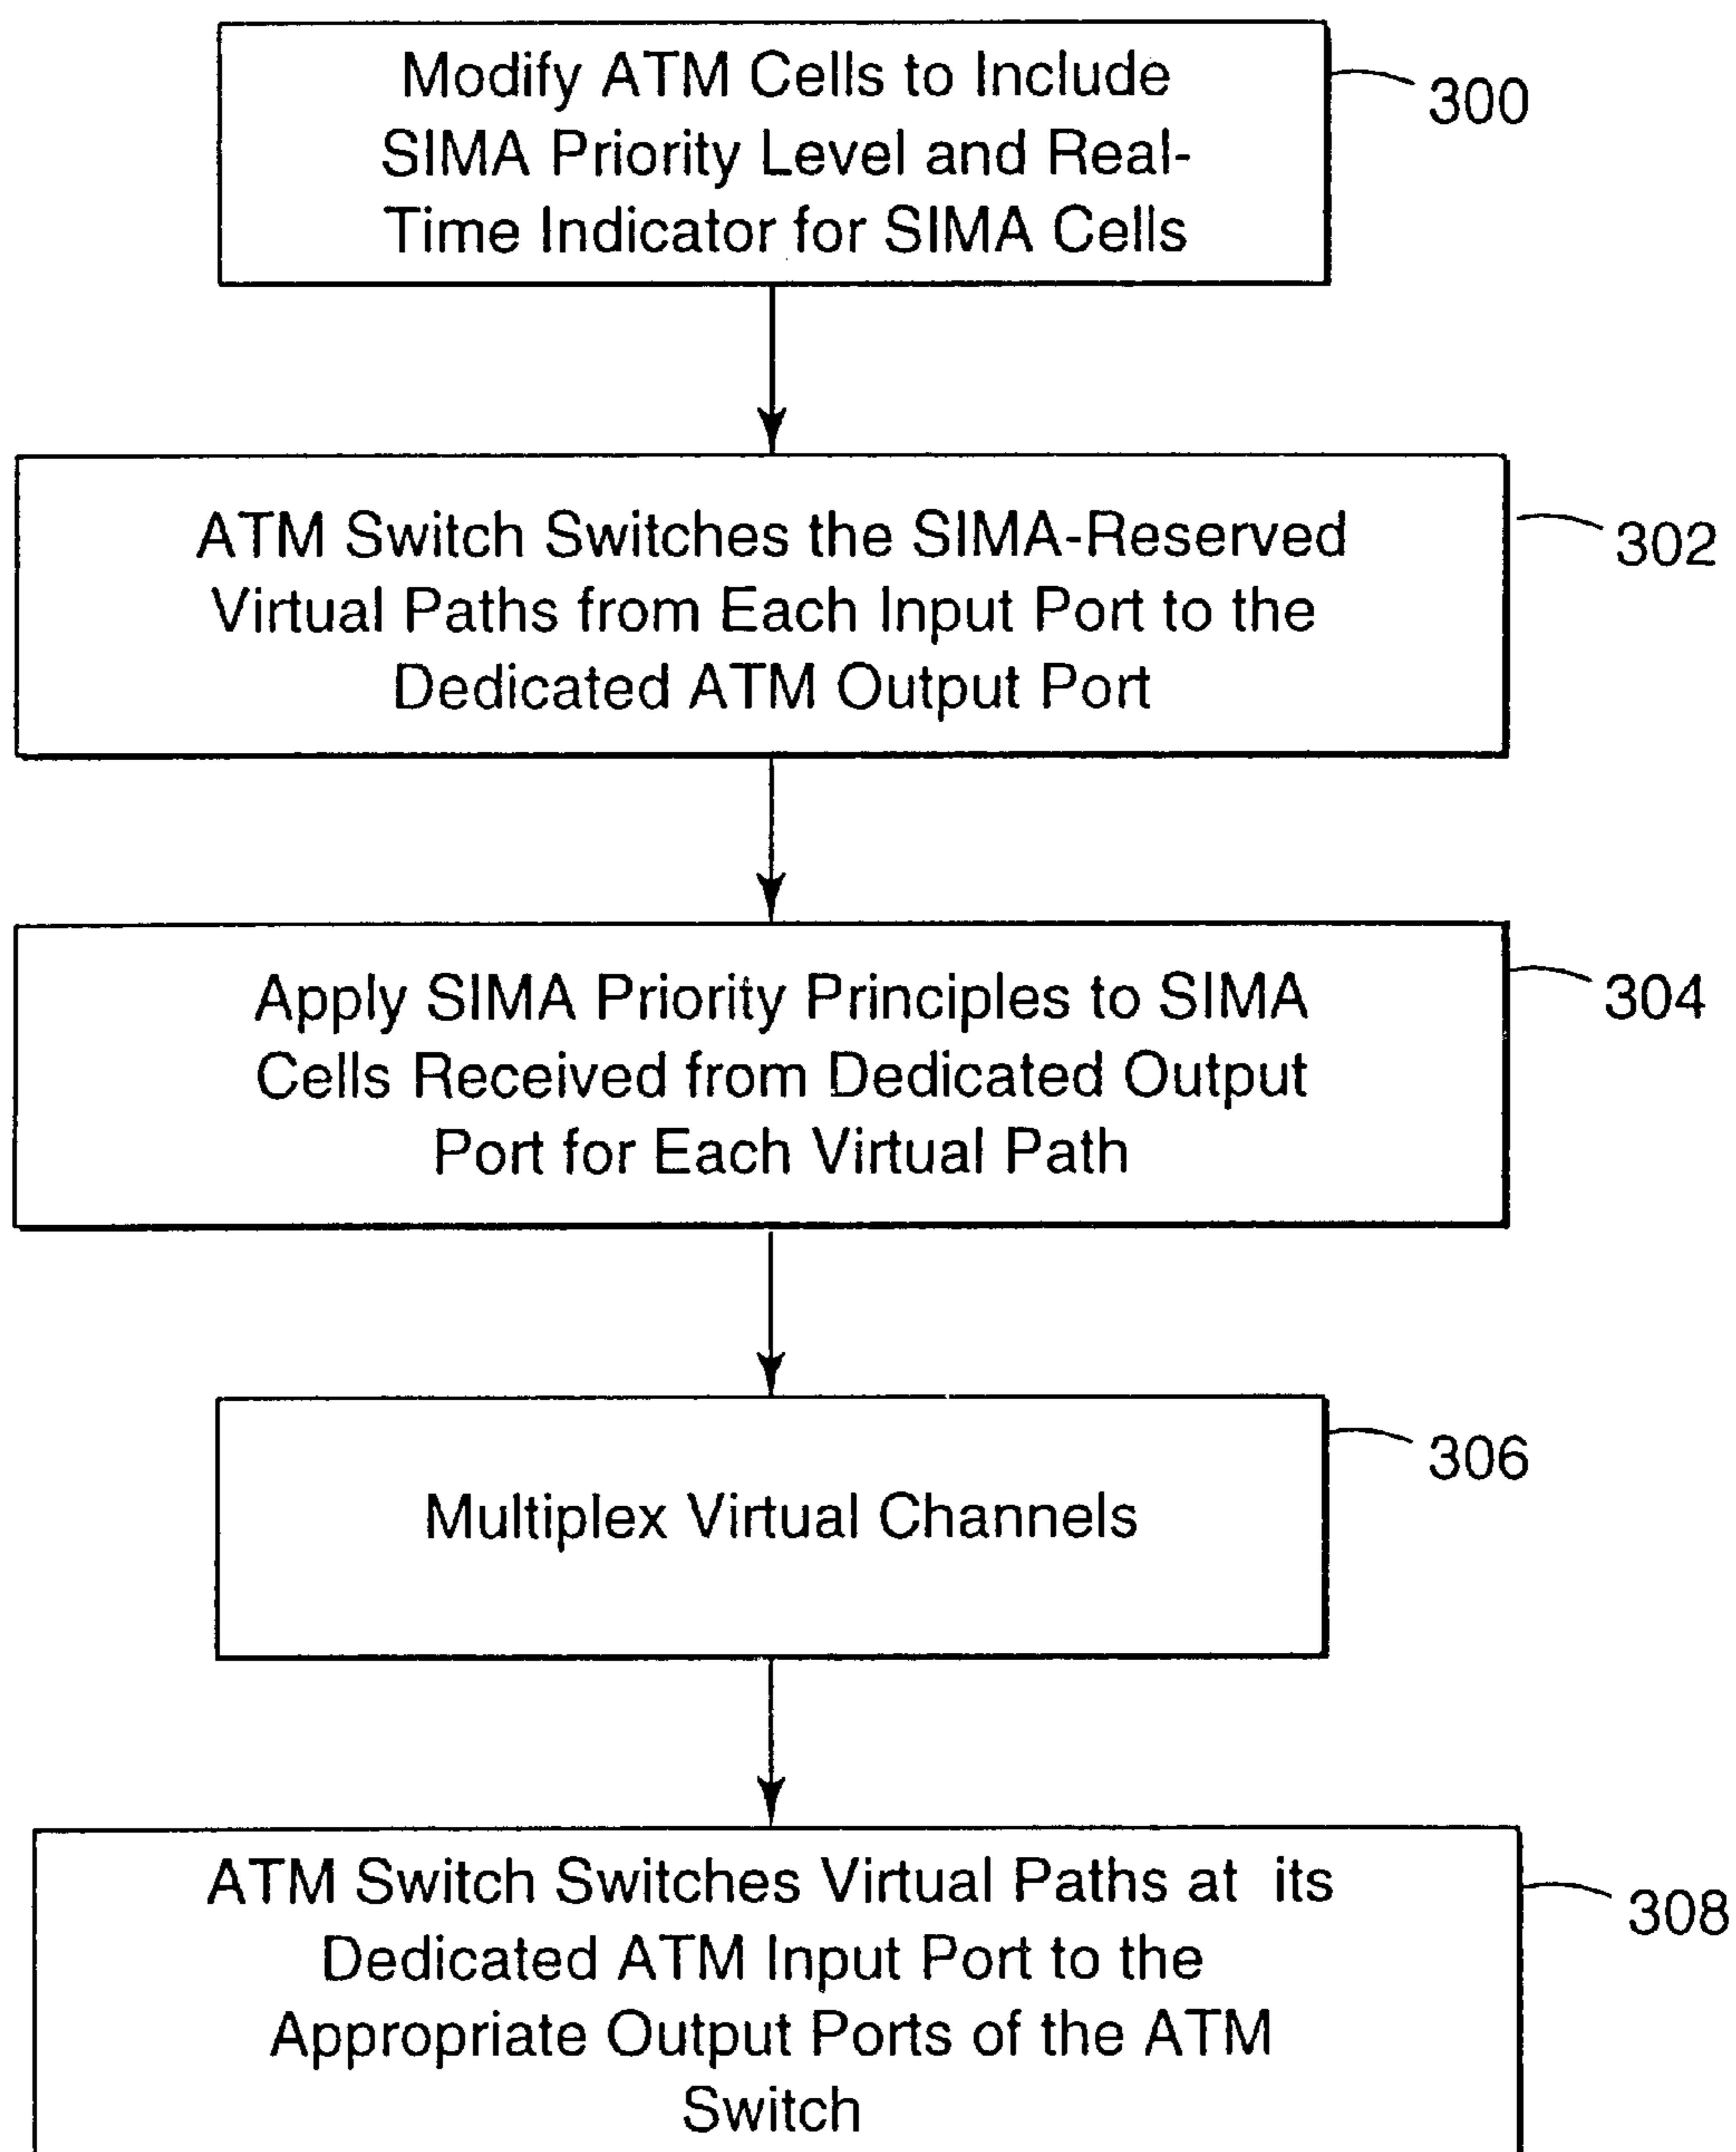 Modify ATM Cells to Include
SIMA Priority Level and Real-
Time Indicator for SIMA Cells
300
ATM Switch Switches the SIMA-Reserved
Virtual Paths from Each Input Port to the
Dedicated ATM Output Port
302
Apply SIMA Priority Principles to SIMA
Cells Received from Dedicated Output
Port for Each Virtual Path
304
Multiplex Virtual Channels
306
ATM Switch Switches Virtual Paths at its
Dedicated ATM Input Port to the
Appropriate Output Ports of the ATM
Switch
308